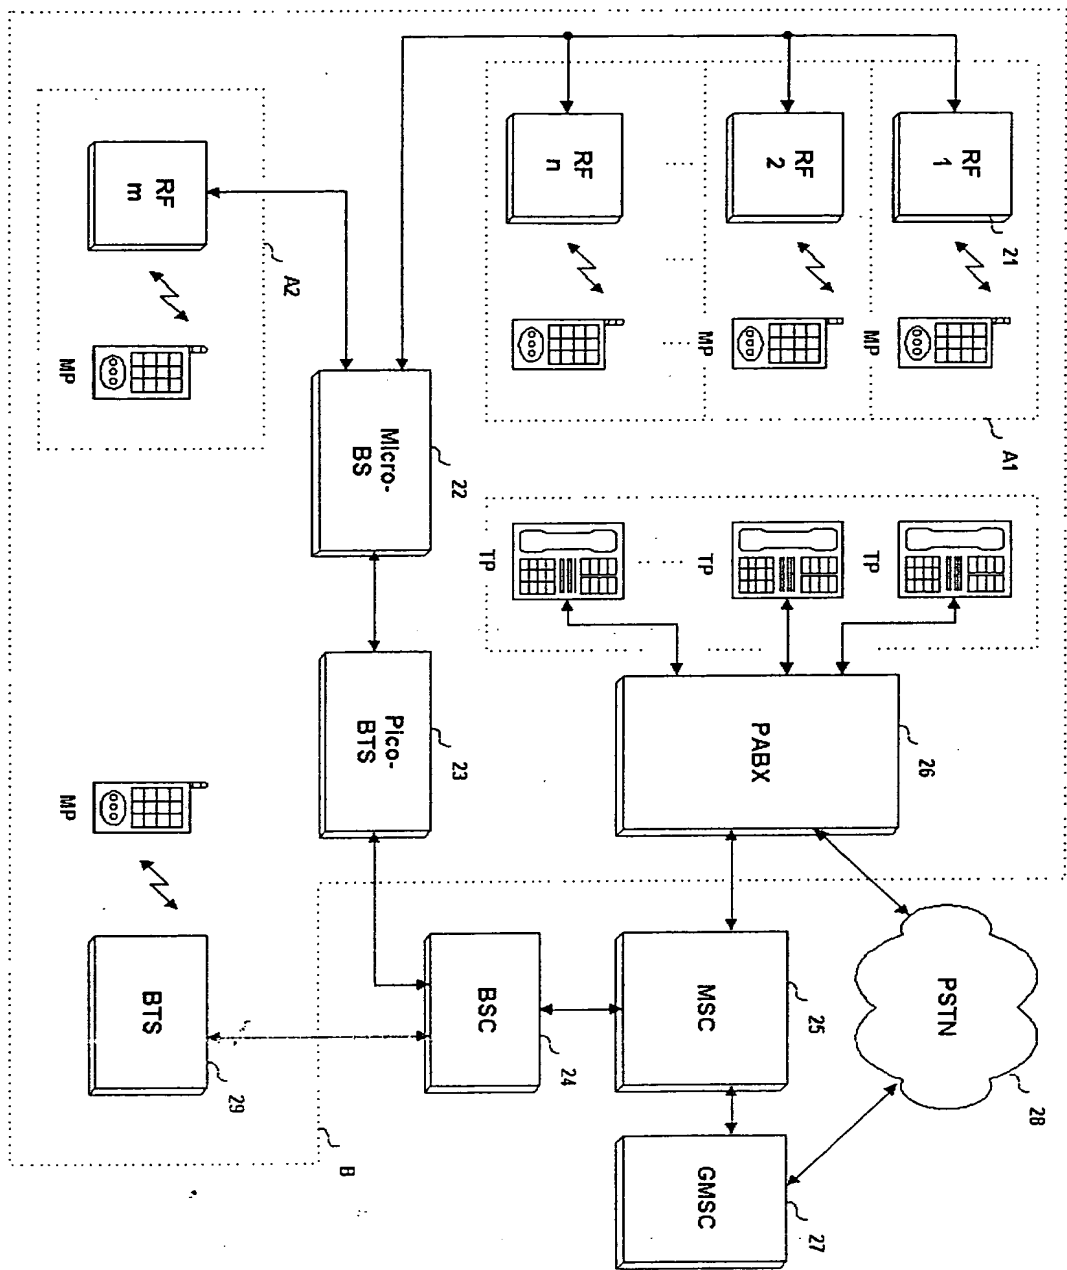 28
21
A1
RF
1
PSTN
26
MP
TP
25
27
RF
2
PABX
MP
TP
MSC
GMSC
RF
n
24
TP
BSC
22
23
Micro-
BS
Pico-
BTS
B
A2
29
RF
m
BTS
MP
MP